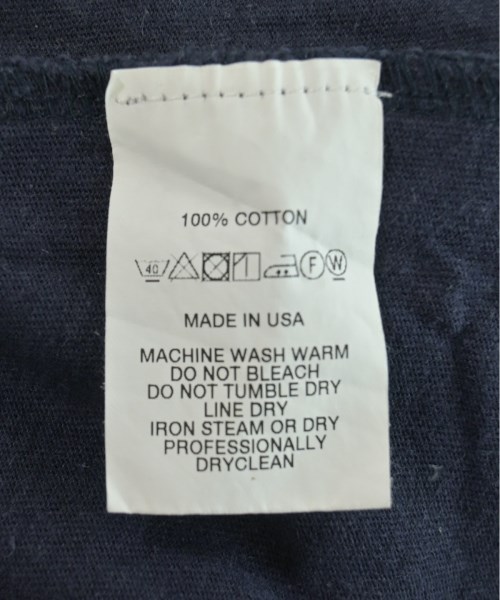 100% COTTON
40 F W
MADE IN USA
MACHINE WASH WARM
DO NOT BLEACH
DO NOT TUMBLE DRY
LINE DRY
IRON STEAM OR DRY
PROFESSIONALLY
DRYCLEAN